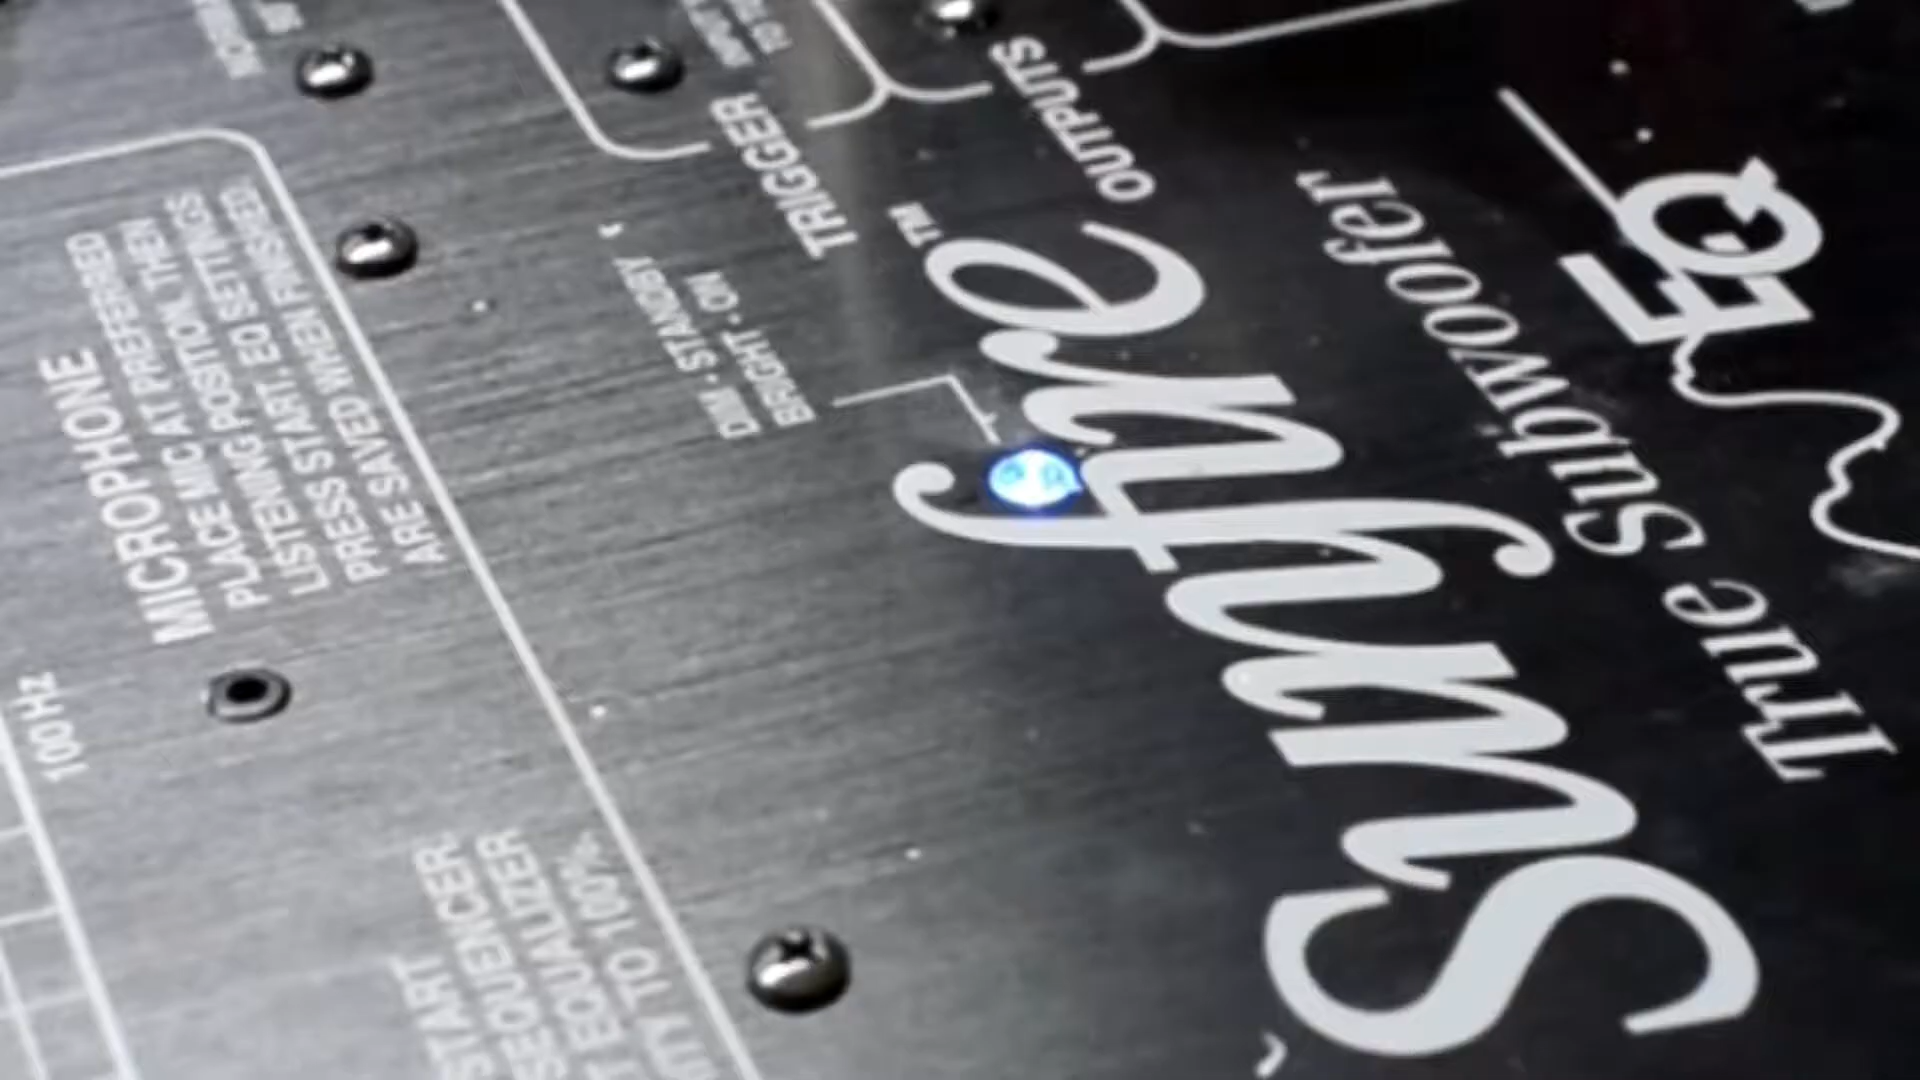 TRIGGER
OUTPUTS
MICROPHONE
PLACE MIC AT PREFERRED
LISTENING POSITION, THEN
PRESS START. EQ SETTINGS
ARE SAVED WHEN FINISHED
DIM - STANDBY
BRIGHT - ON
Sunfire™
True Subwoofer
EQ
100 Hz
START
SEQUENCER
EQUALIZER
TO 100%.